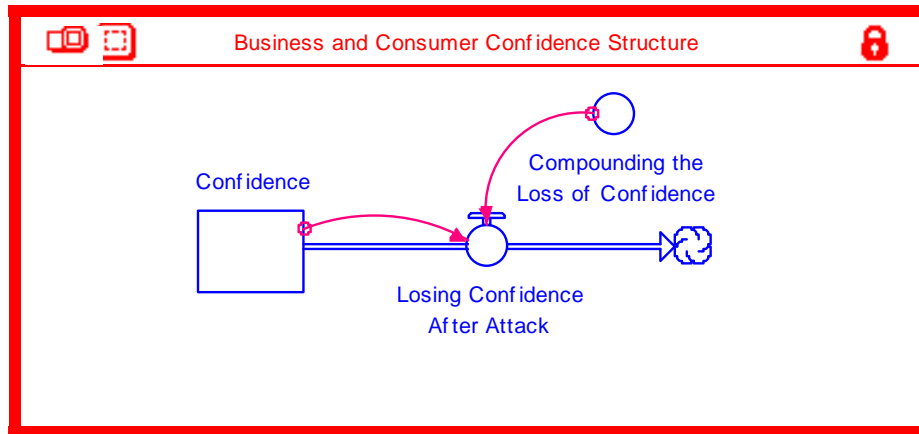 Business and Consumer Confidence Structure
Compounding the
Loss of Confidence
Confidence
Losing Confidence
After Attack